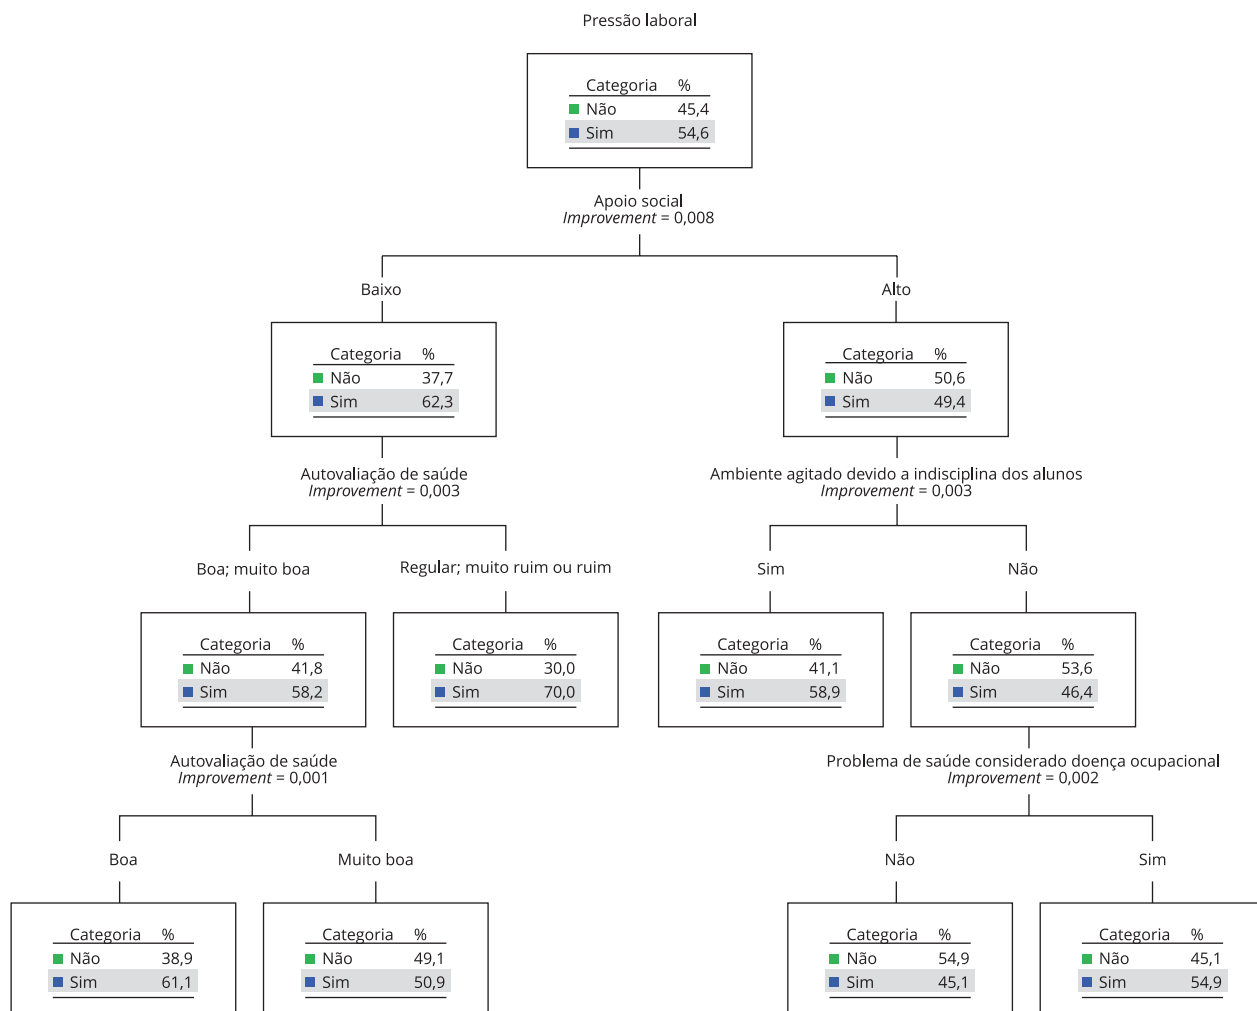 Pressão laboral
Categoria %
Não 45,4
Sim 54,6
Apoio social
Improvement = 0,008
Baixo
Alto
Categoria %
Não 37,7
Sim 62,3
Categoria %
Não 50,6
Sim 49,4
Autovaliação de saúde
Improvement = 0,003
Ambiente agitado devido a indisciplina dos alunos
Improvement = 0,003
Boa; muito boa
Regular; muito ruim ou ruim
Sim
Não
Categoria %
Não 41,8
Sim 58,2
Categoria %
Não 30,0
Sim 70,0
Categoria %
Não 41,1
Sim 58,9
Categoria %
Não 53,6
Sim 46,4
Autovaliação de saúde
Improvement = 0,001
Problema de saúde considerado doença ocupacional
Improvement = 0,002
Boa
Muito boa
Não
Sim
Categoria %
Não 38,9
Sim 61,1
Categoria %
Não 49,1
Sim 50,9
Categoria %
Não 54,9
Sim 45,1
Categoria %
Não 45,1
Sim 54,9